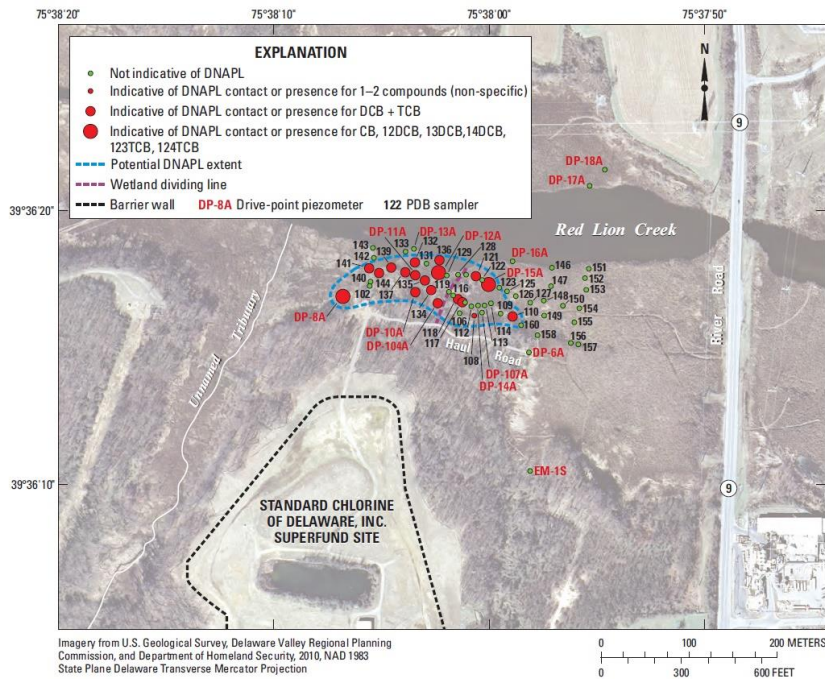 75°38'20"
75°38'10"
75°38'00"
75°37'50"
EXPLANATION
Not indicative of DNAPL
Indicative of DNAPL contact or presence for 1–2 compounds (non-specific)
Indicative of DNAPL contact or presence for DCB + TCB
Indicative of DNAPL contact or presence for CB, 12DCB, 13DCB,14DCB,
123TCB, 124TCB
Potential DNAPL extent
Wetland dividing line
Barrier wall DP-8A Drive-point piezometer 122 PDB sampler
N
9
DP-18A
DP-17A
39°36'20"
Red Lion Creek
DP-11A
DP-13A
DP-12A
DP-16A
DP-15A
143
142
141
139
133
132
131
136
129
128
121
122
146
151
140
144
102
137
135
119
116
123
125
126
147
152
127
148
150
153
DP-8A
134
106
109
110
149
154
DP-10A
DP-104A
118
117
112
108
114
113
160
158
155
156
157
Haul Road
DP-6A
DP-107A
DP-14A
Unnamed Tributary
River Road
EM-1S
39°36'10"
9
STANDARD CHLORINE
OF DELAWARE, INC.
SUPERFUND SITE
Imagery from U.S. Geological Survey, Delaware Valley Regional Planning
Commission, and Department of Homeland Security, 2010, NAD 1983
State Plane Delaware Transverse Mercator Projection
0 100 200 METERS
0 300 600 FEET